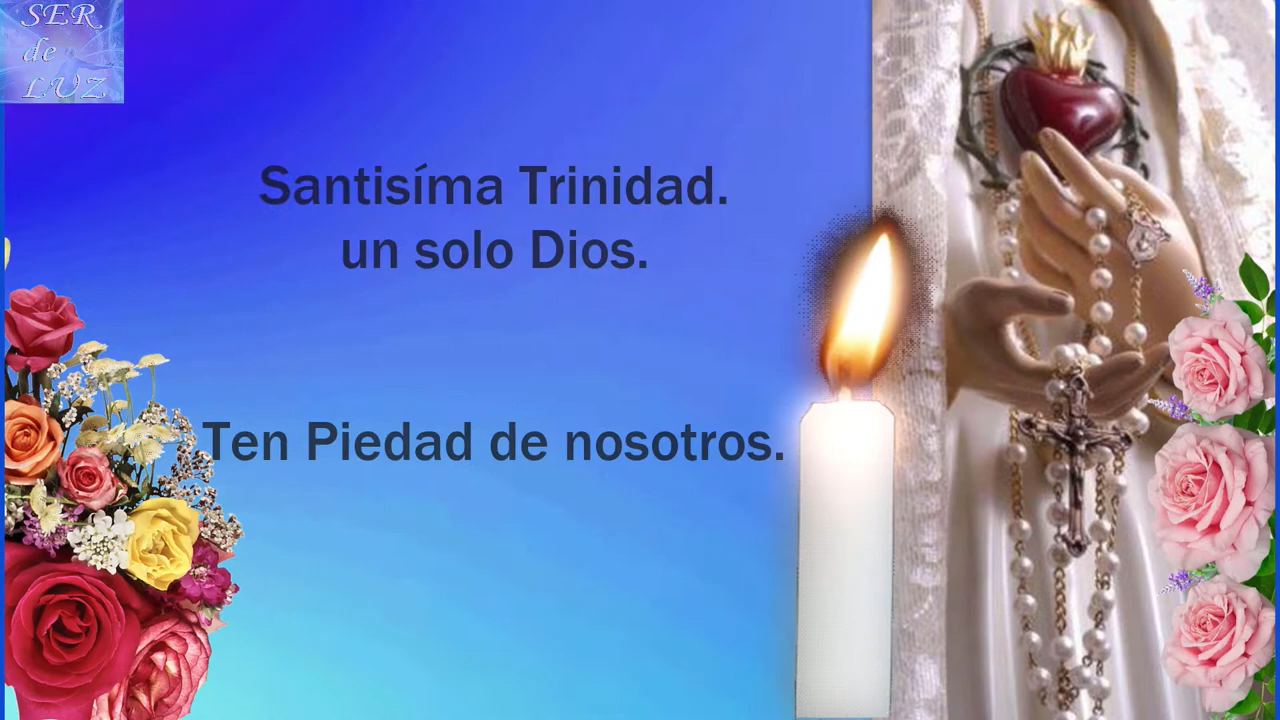 SER
de
LUZ
Santisíma Trinidad.
un solo Dios.
Ten Piedad de nosotros.